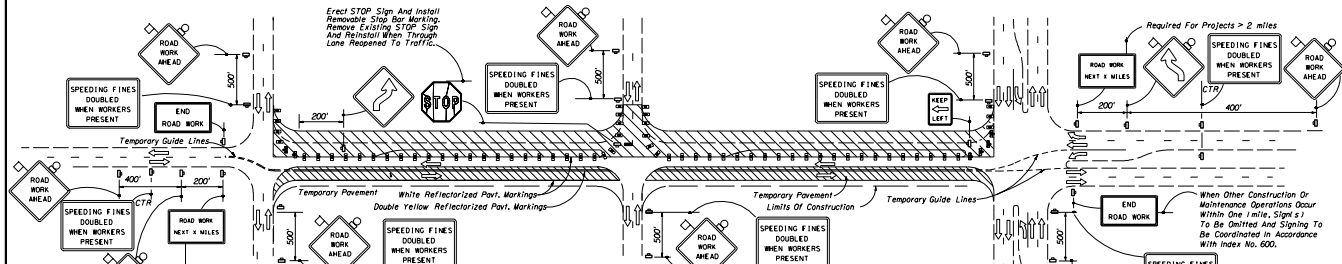 Erect STOP Sign And Install
Removable Stop Bar Marking.
Remove Existing STOP Sign
And Reinstall When Through
Lane Reopened To Traffic.
ROAD
WORK
AHEAD
500'
SPEEDING FINES
DOUBLED
WHEN WORKERS
PRESENT
END
ROAD WORK
Temporary Guide Lines
200'
STOP
ROAD
WORK
AHEAD
500'
SPEEDING FINES
DOUBLED
WHEN WORKERS
PRESENT
ROAD
WORK
AHEAD
500'
SPEEDING FINES
DOUBLED
WHEN WORKERS
PRESENT
KEEP
LEFT
Required For Projects > 2 miles
ROAD WORK
NEXT X MILES
SPEEDING FINES
DOUBLED
WHEN WORKERS
PRESENT
ROAD
WORK
AHEAD
200'
CTR
400'
ROAD
WORK
AHEAD
400'
CTR
200'
SPEEDING FINES
DOUBLED
WHEN WORKERS
PRESENT
ROAD WORK
NEXT X MILES
Temporary Pavement
White Reflectorized Pavt. Markings
Double Yellow Reflectorized Pavt. Markings
Temporary Pavement
Limits Of Construction
Temporary Guide Lines
500'
ROAD
WORK
AHEAD
SPEEDING FINES
DOUBLED
WHEN WORKERS
PRESENT
500'
ROAD
WORK
AHEAD
SPEEDING FINES
DOUBLED
WHEN WORKERS
PRESENT
500'
END
ROAD WORK
When Other Construction Or
Maintenance Operations Occur
Within One 1 mile, Sign( s )
To Be Omitted And Signing To
Be Coordinated In Accordance
With Index No. 600.
ROAD
SPEEDING FINES